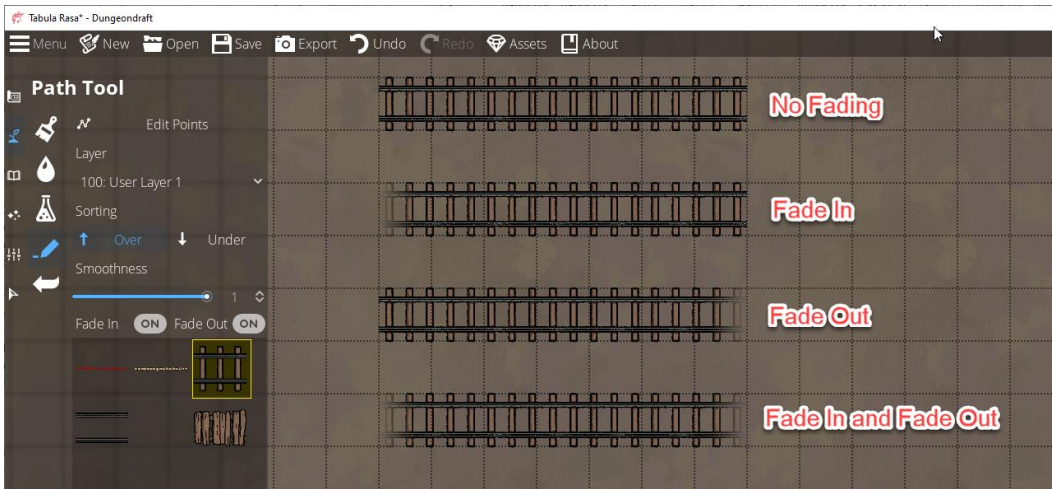 Tabula Rasa* - Dungeondraft
Menu New Open Save Export Undo Redo Assets About
Path Tool
Edit Points
Layer
100: User Layer 1
Sorting
Over Under
Smoothness
1
Fade In ON Fade Out ON
No Fading
Fade In
Fade Out
Fade In and Fade Out